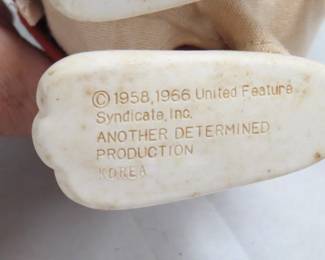 ©1958,1966 United Feature
Syndicate, Inc.
ANOTHER DETERMINED
PRODUCTION
KOREA